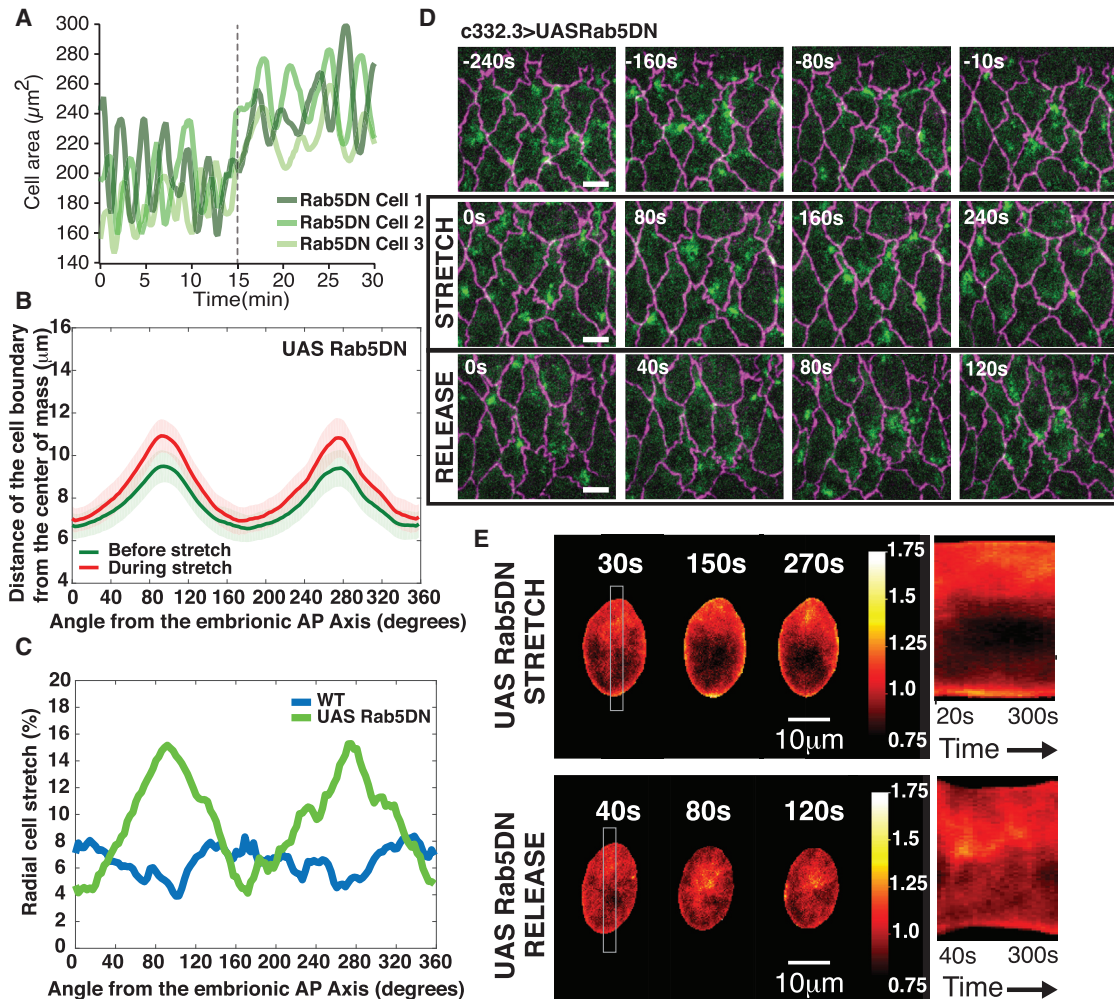 A
300
280
260
240
220
200
180
160
140
Cell area (μm²)
0 5 10 15 20 25 30
Time(min)
Rab5DN Cell 1
Rab5DN Cell 2
Rab5DN Cell 3
B
16
14
12
10
8
6
4
Distance of the cell boundary
from the center of mass (μm)
UAS Rab5DN
Before stretch
During stretch
0 40 80 120 160 200 240 280 320 360
Angle from the embrionic AP Axis (degrees)
C
20
18
16
14
12
10
8
6
4
2
0
Radial cell stretch (%)
WT
UAS Rab5DN
0 40 80 120 160 200 240 280 320 360
Angle from the embrionic AP Axis (degrees)
D
c332.3>UASRab5DN
-240s -160s -80s -10s
STRETCH
0s 80s 160s 240s
RELEASE
0s 40s 80s 120s
E
UAS Rab5DN
STRETCH
30s 150s 270s
10μm
1.75
1.5
1.25
1.0
0.75
20s 300s
Time
UAS Rab5DN
RELEASE
40s 80s 120s
10μm
1.75
1.5
1.25
1.0
0.75
40s 300s
Time